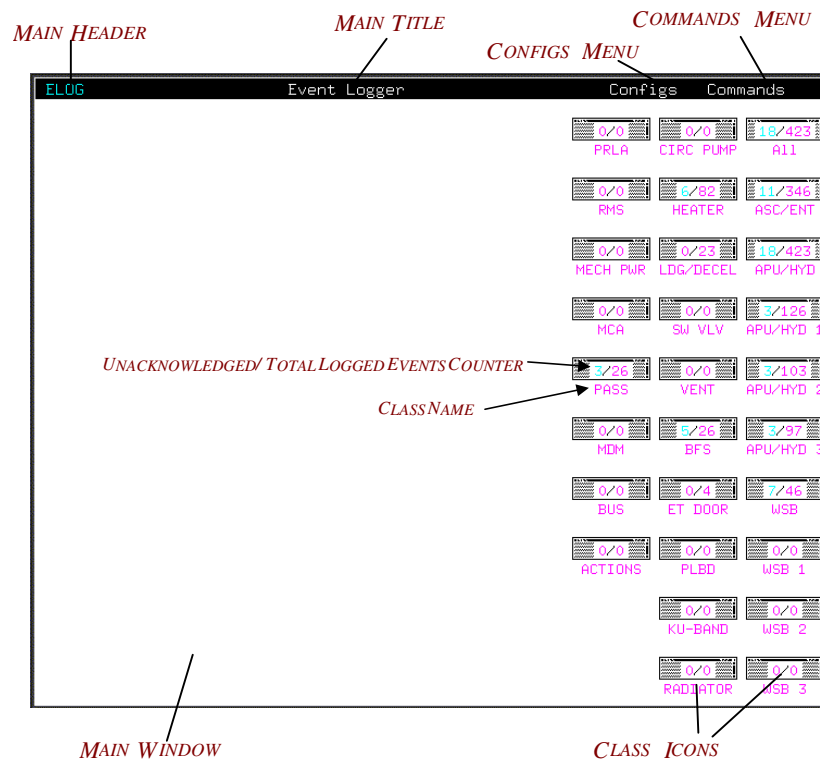 MAIN HEADER
MAIN TITLE
COMMANDS MENU
CONFIGS MENU
ELOG Event Logger Configs Commands
0/0 0/0 18/423
PRLA CIRC PUMP All
0/0 6/82 11/346
RMS HEATER ASC/ENT
0/0 0/23 18/423
MECH PWR LDG/DECEL APU/HYD
0/0 0/0 3/126
MCA SW VLV APU/HYD 1
UNACKNOWLEDGED/ TOTAL LOGGED EVENTS COUNTER
3/26 0/0 3/103
PASS VENT APU/HYD 2
CLASS NAME
0/0 5/26 3/97
MDM BFS APU/HYD 3
0/0 0/4 7/46
BUS ET DOOR WSB
0/0 0/0 0/0
ACTIONS PLBD WSB 1
0/0 0/0
KU-BAND WSB 2
0/0 0/0
RADIATOR WSB 3
MAIN WINDOW
CLASS ICONS